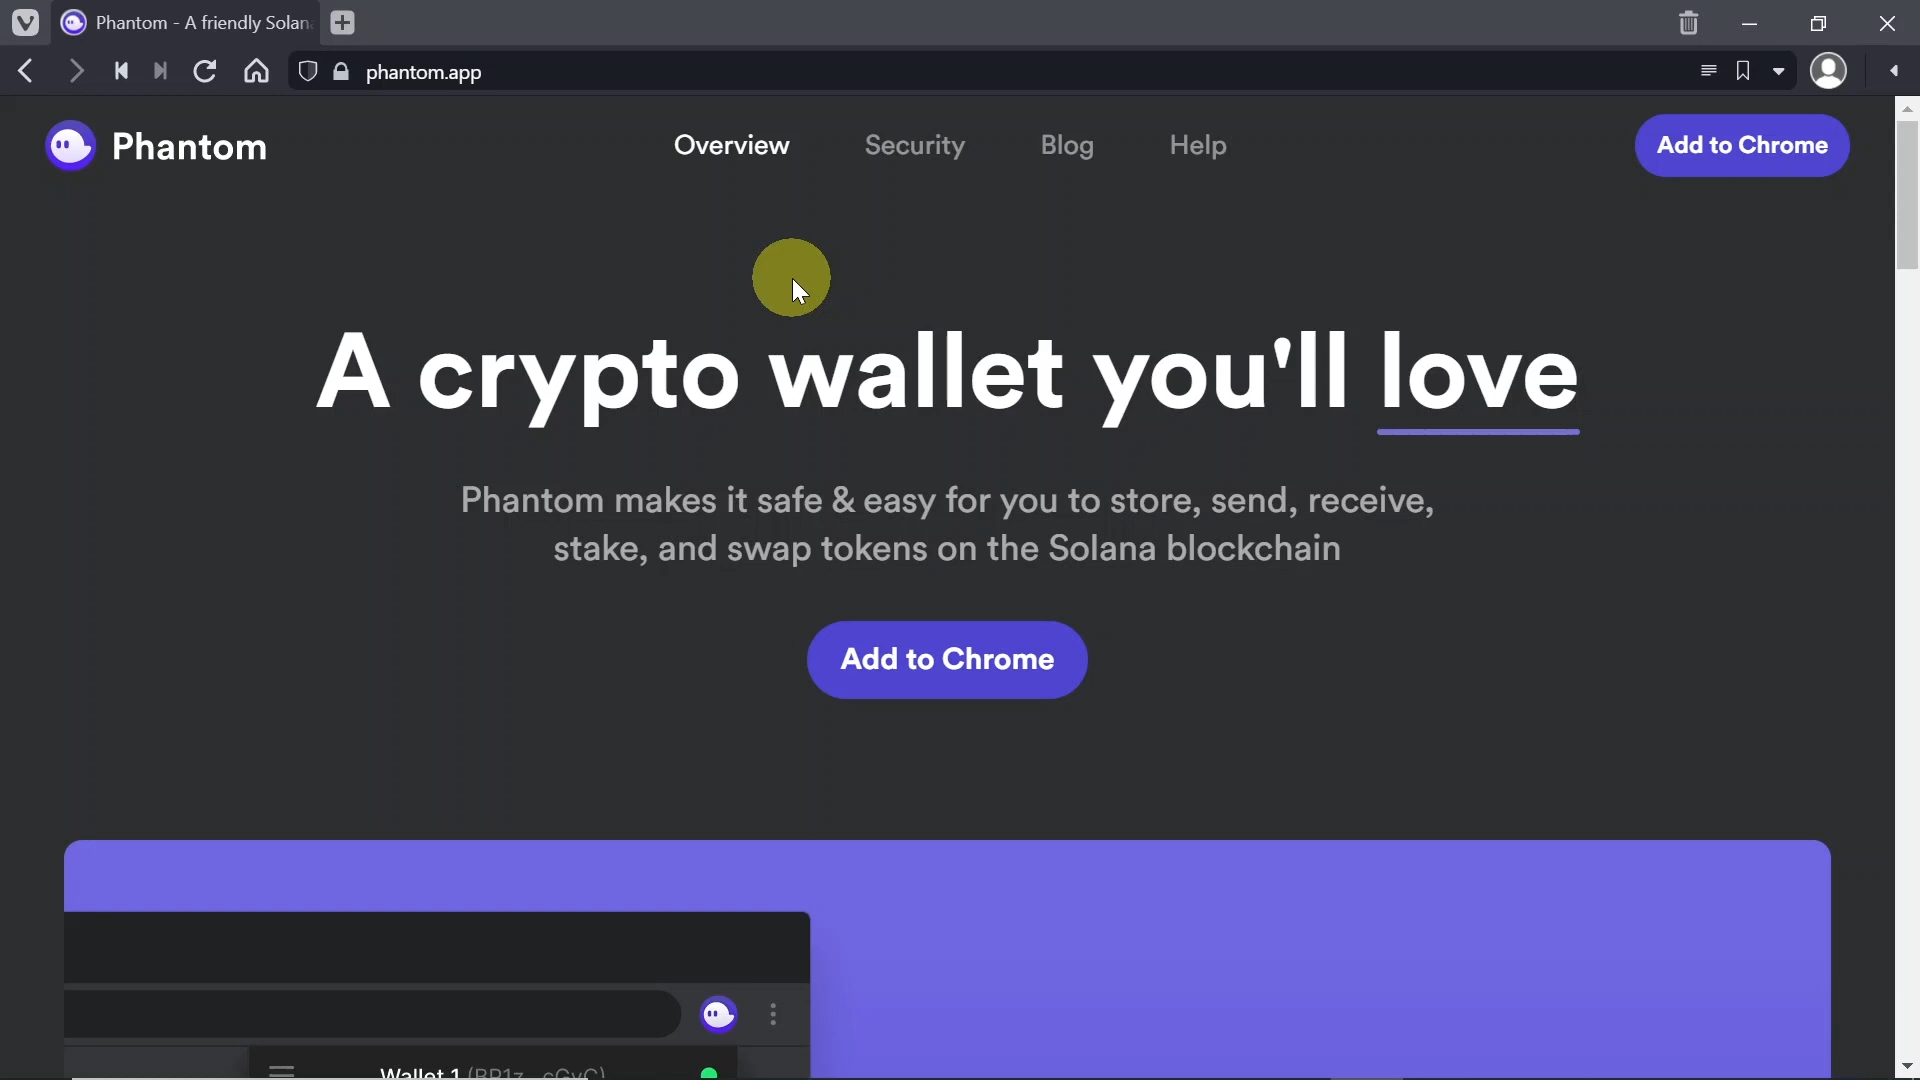 Phantom - A friendly Solan
phantom.app
Phantom
Overview
Security
Blog
Help
Add to Chrome
A crypto wallet you'll love
Phantom makes it safe & easy for you to store, send, receive,
stake, and swap tokens on the Solana blockchain
Add to Chrome
Wallet 1